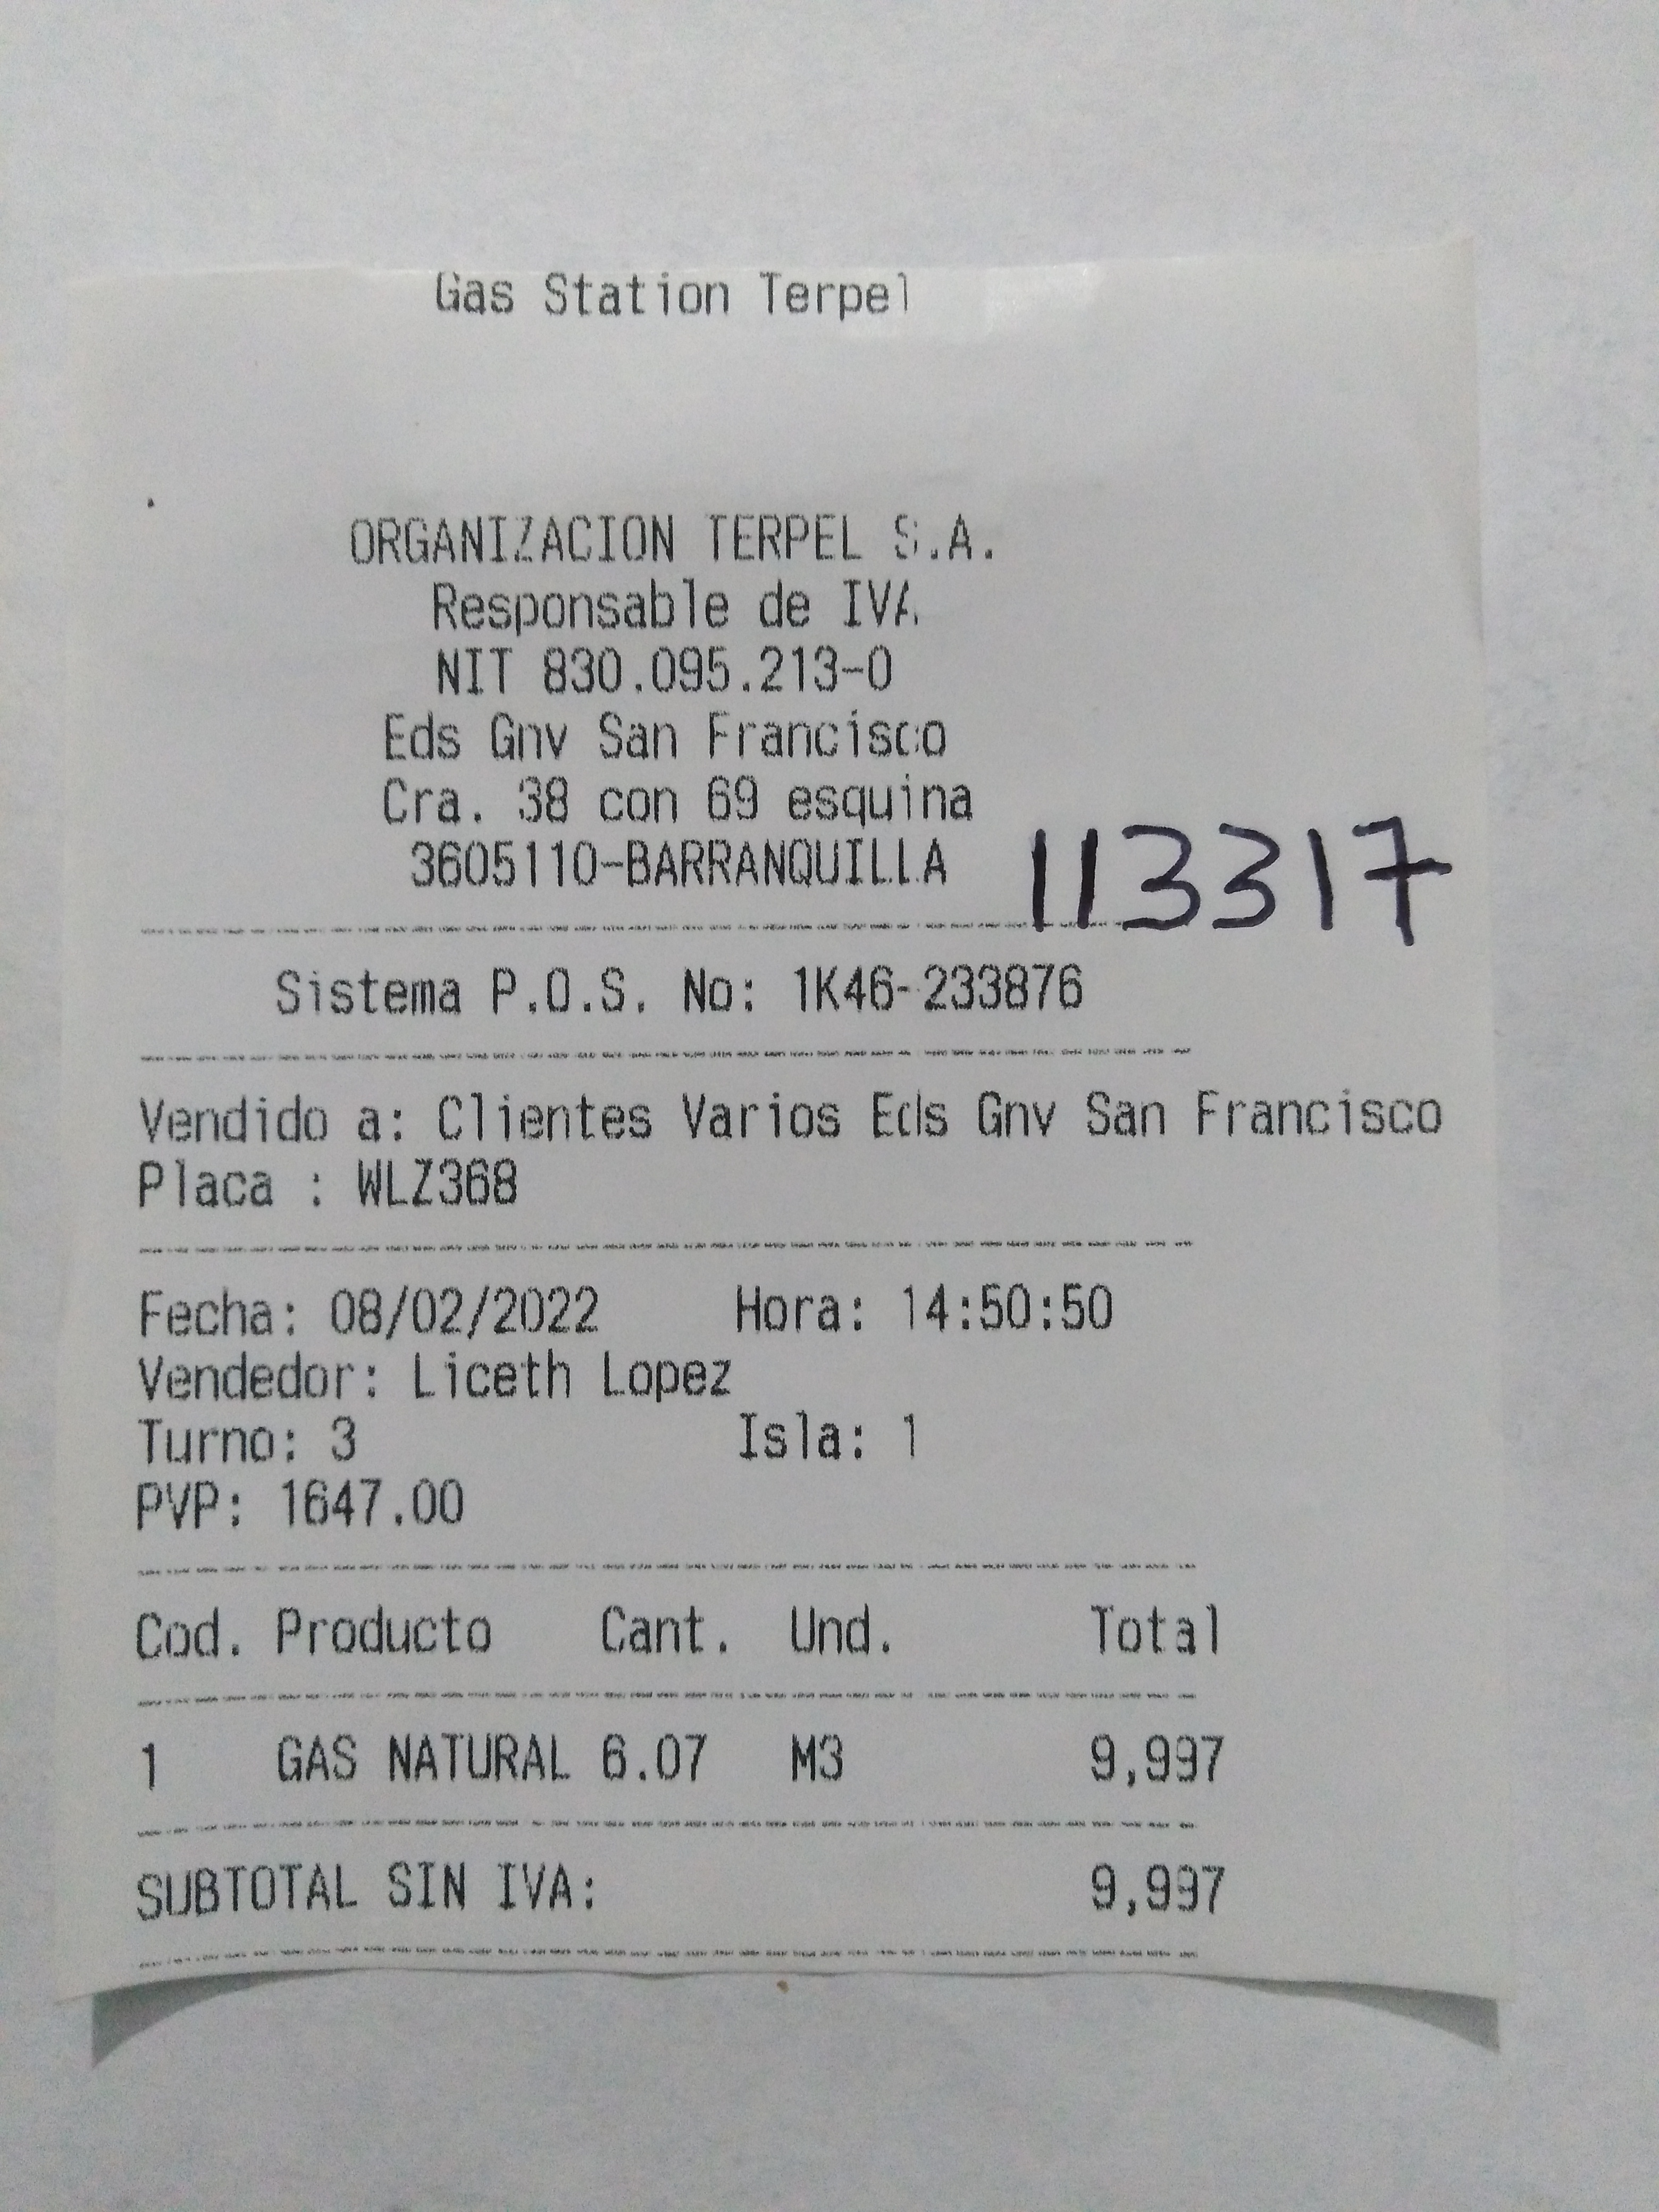 Gas Station Terpel
ORGANIZACION TERPEL S.A.
Responsable de IVA
NIT 830.095.213-0
Eds Gnv San Francisco
Cra. 38 con 69 esquina
3605110-BARRANQUILLA
113317
Sistema P.O.S. No: 1K46-233876
Vendido a: Clientes Varios Eds Gnv San Francisco
Placa : WLZ368
Fecha: 08/02/2022 Hora: 14:50:50
Vendedor: Liceth Lopez
Turno: 3 Isla: 1
PVP: 1647.00
Cod. Producto Cant. Und. Total
1 GAS NATURAL 6.07 M3 9,997
SUBTOTAL SIN IVA: 9,997